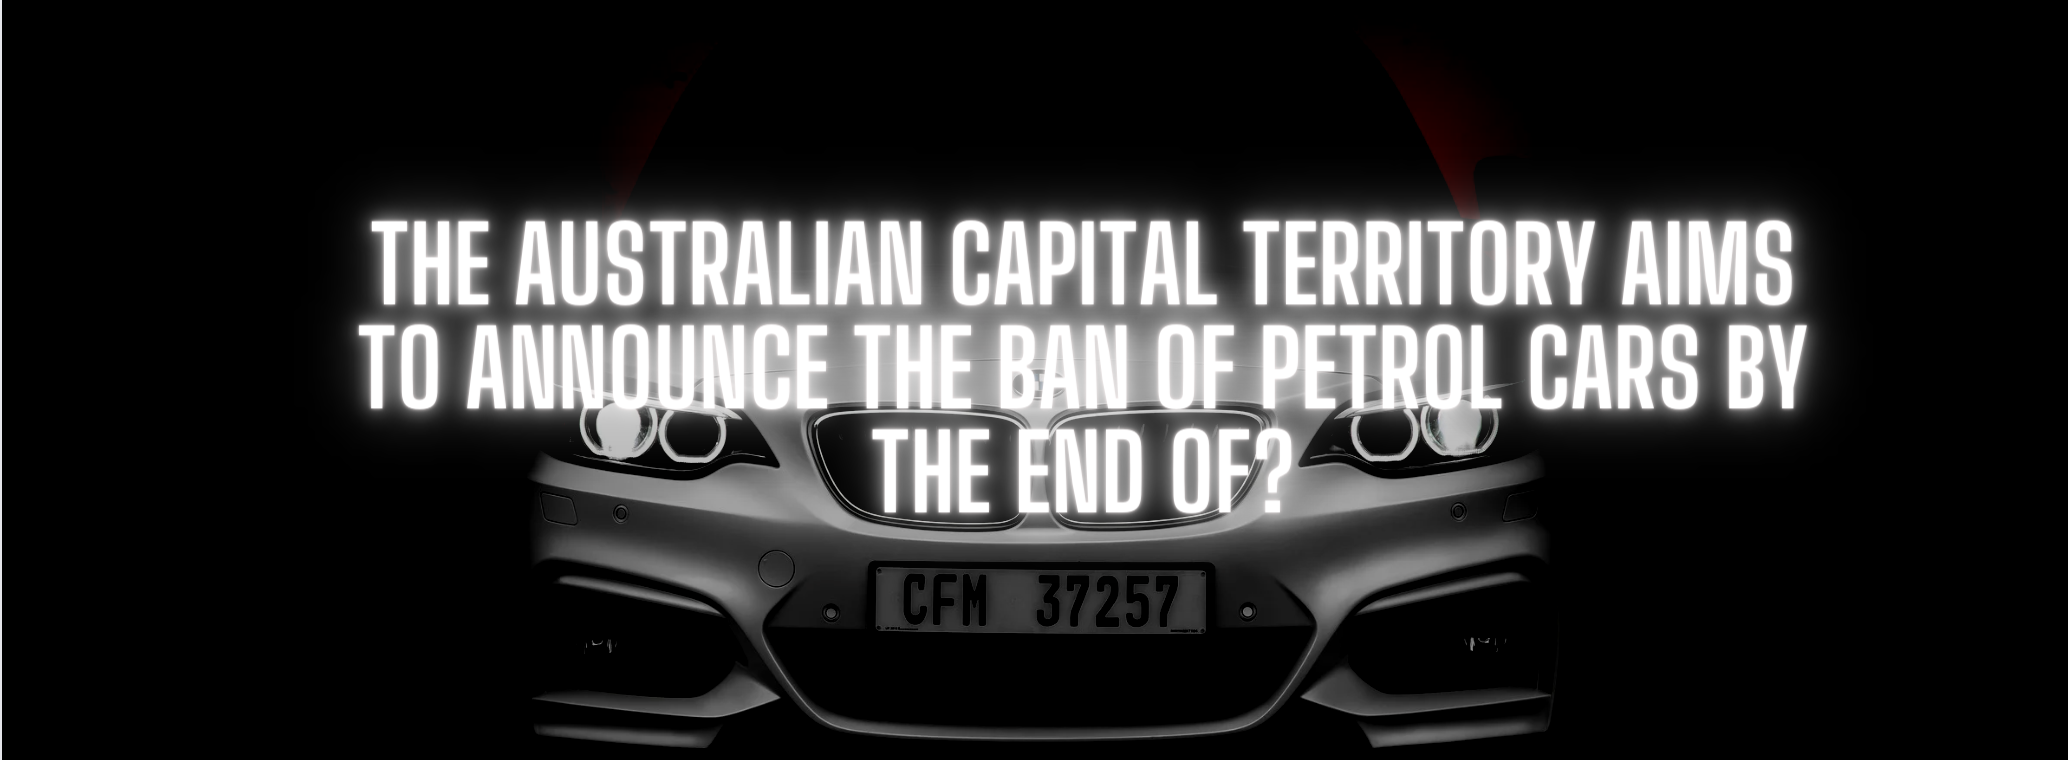 THE AUSTRALIAN CAPITAL TERRITORY AIMS
TO ANNOUNCE THE BAN OF PETROL CARS BY
THE END OF?
CFM 37257